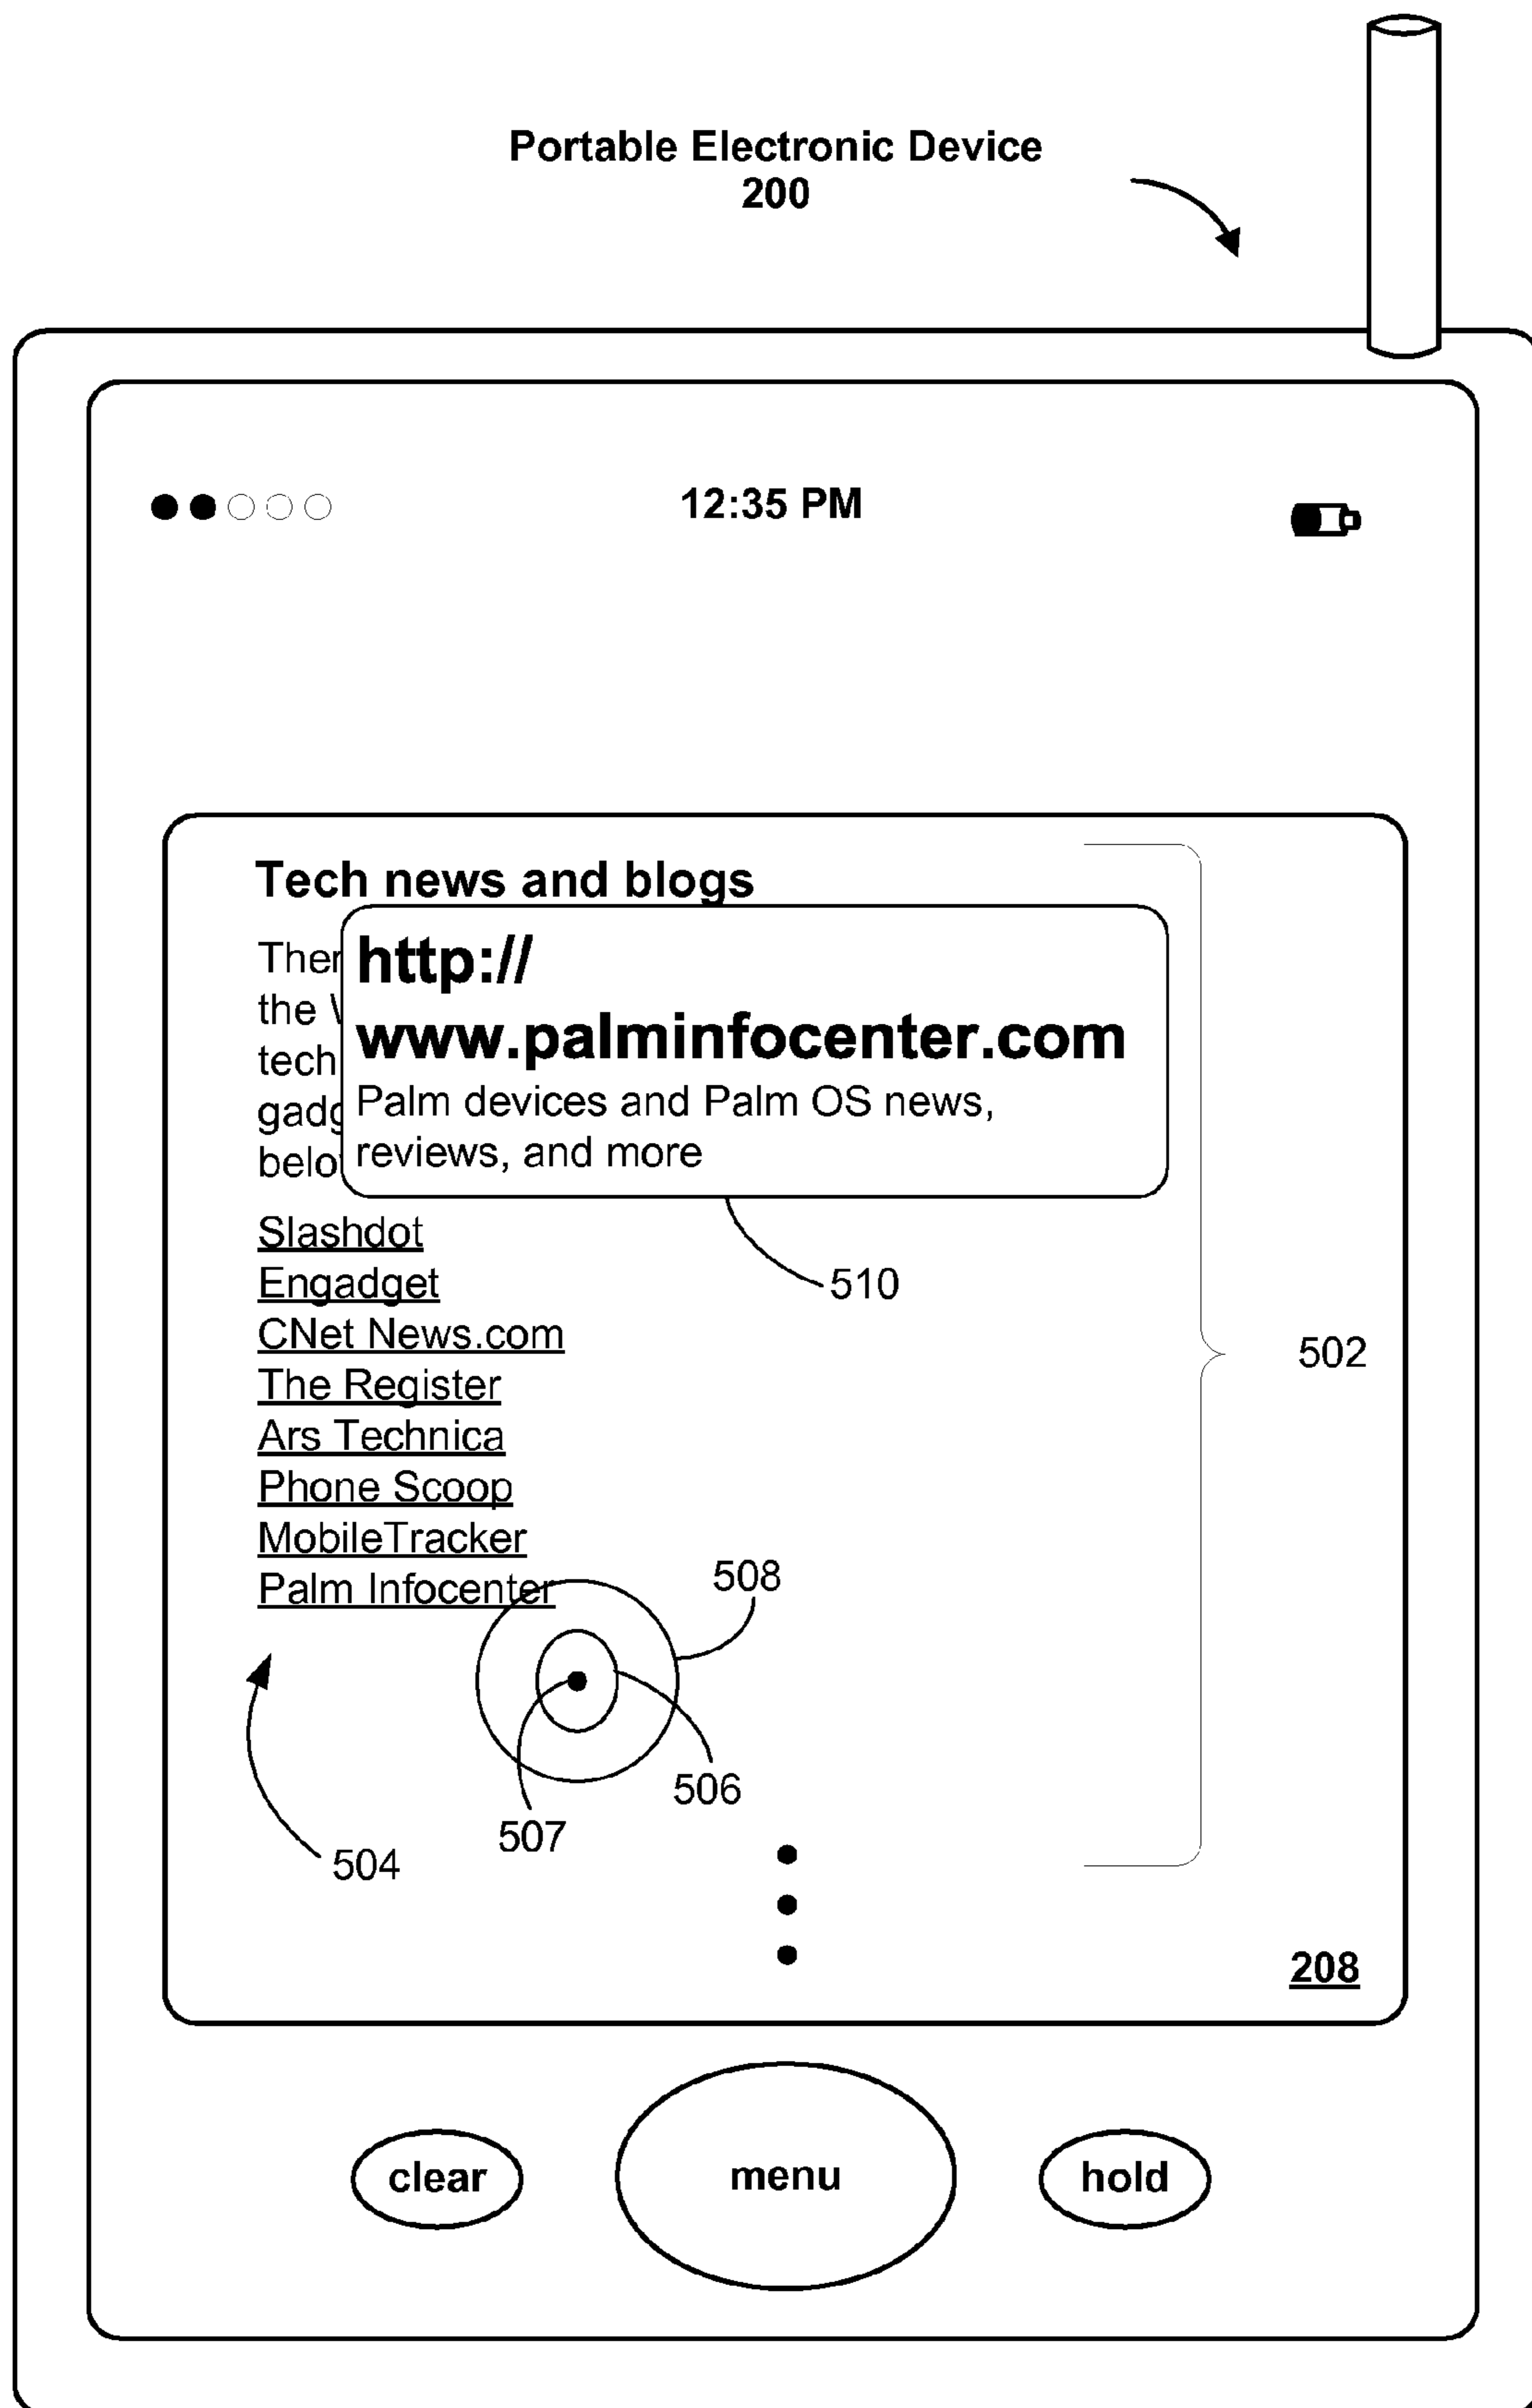 Portable Electronic Device
200
12:35 PM
Tech news and blogs
Ther
the
tech
gadg
belo
http://
www.palminfocenter.com
Palm devices and Palm OS news,
reviews, and more
Slashdot
510
Engadget
CNet News.com
502
The Register
Ars Technica
Phone Scoop
MobileTracker
508
Palm Infocenter
506
507
504
208
clear
menu
hold